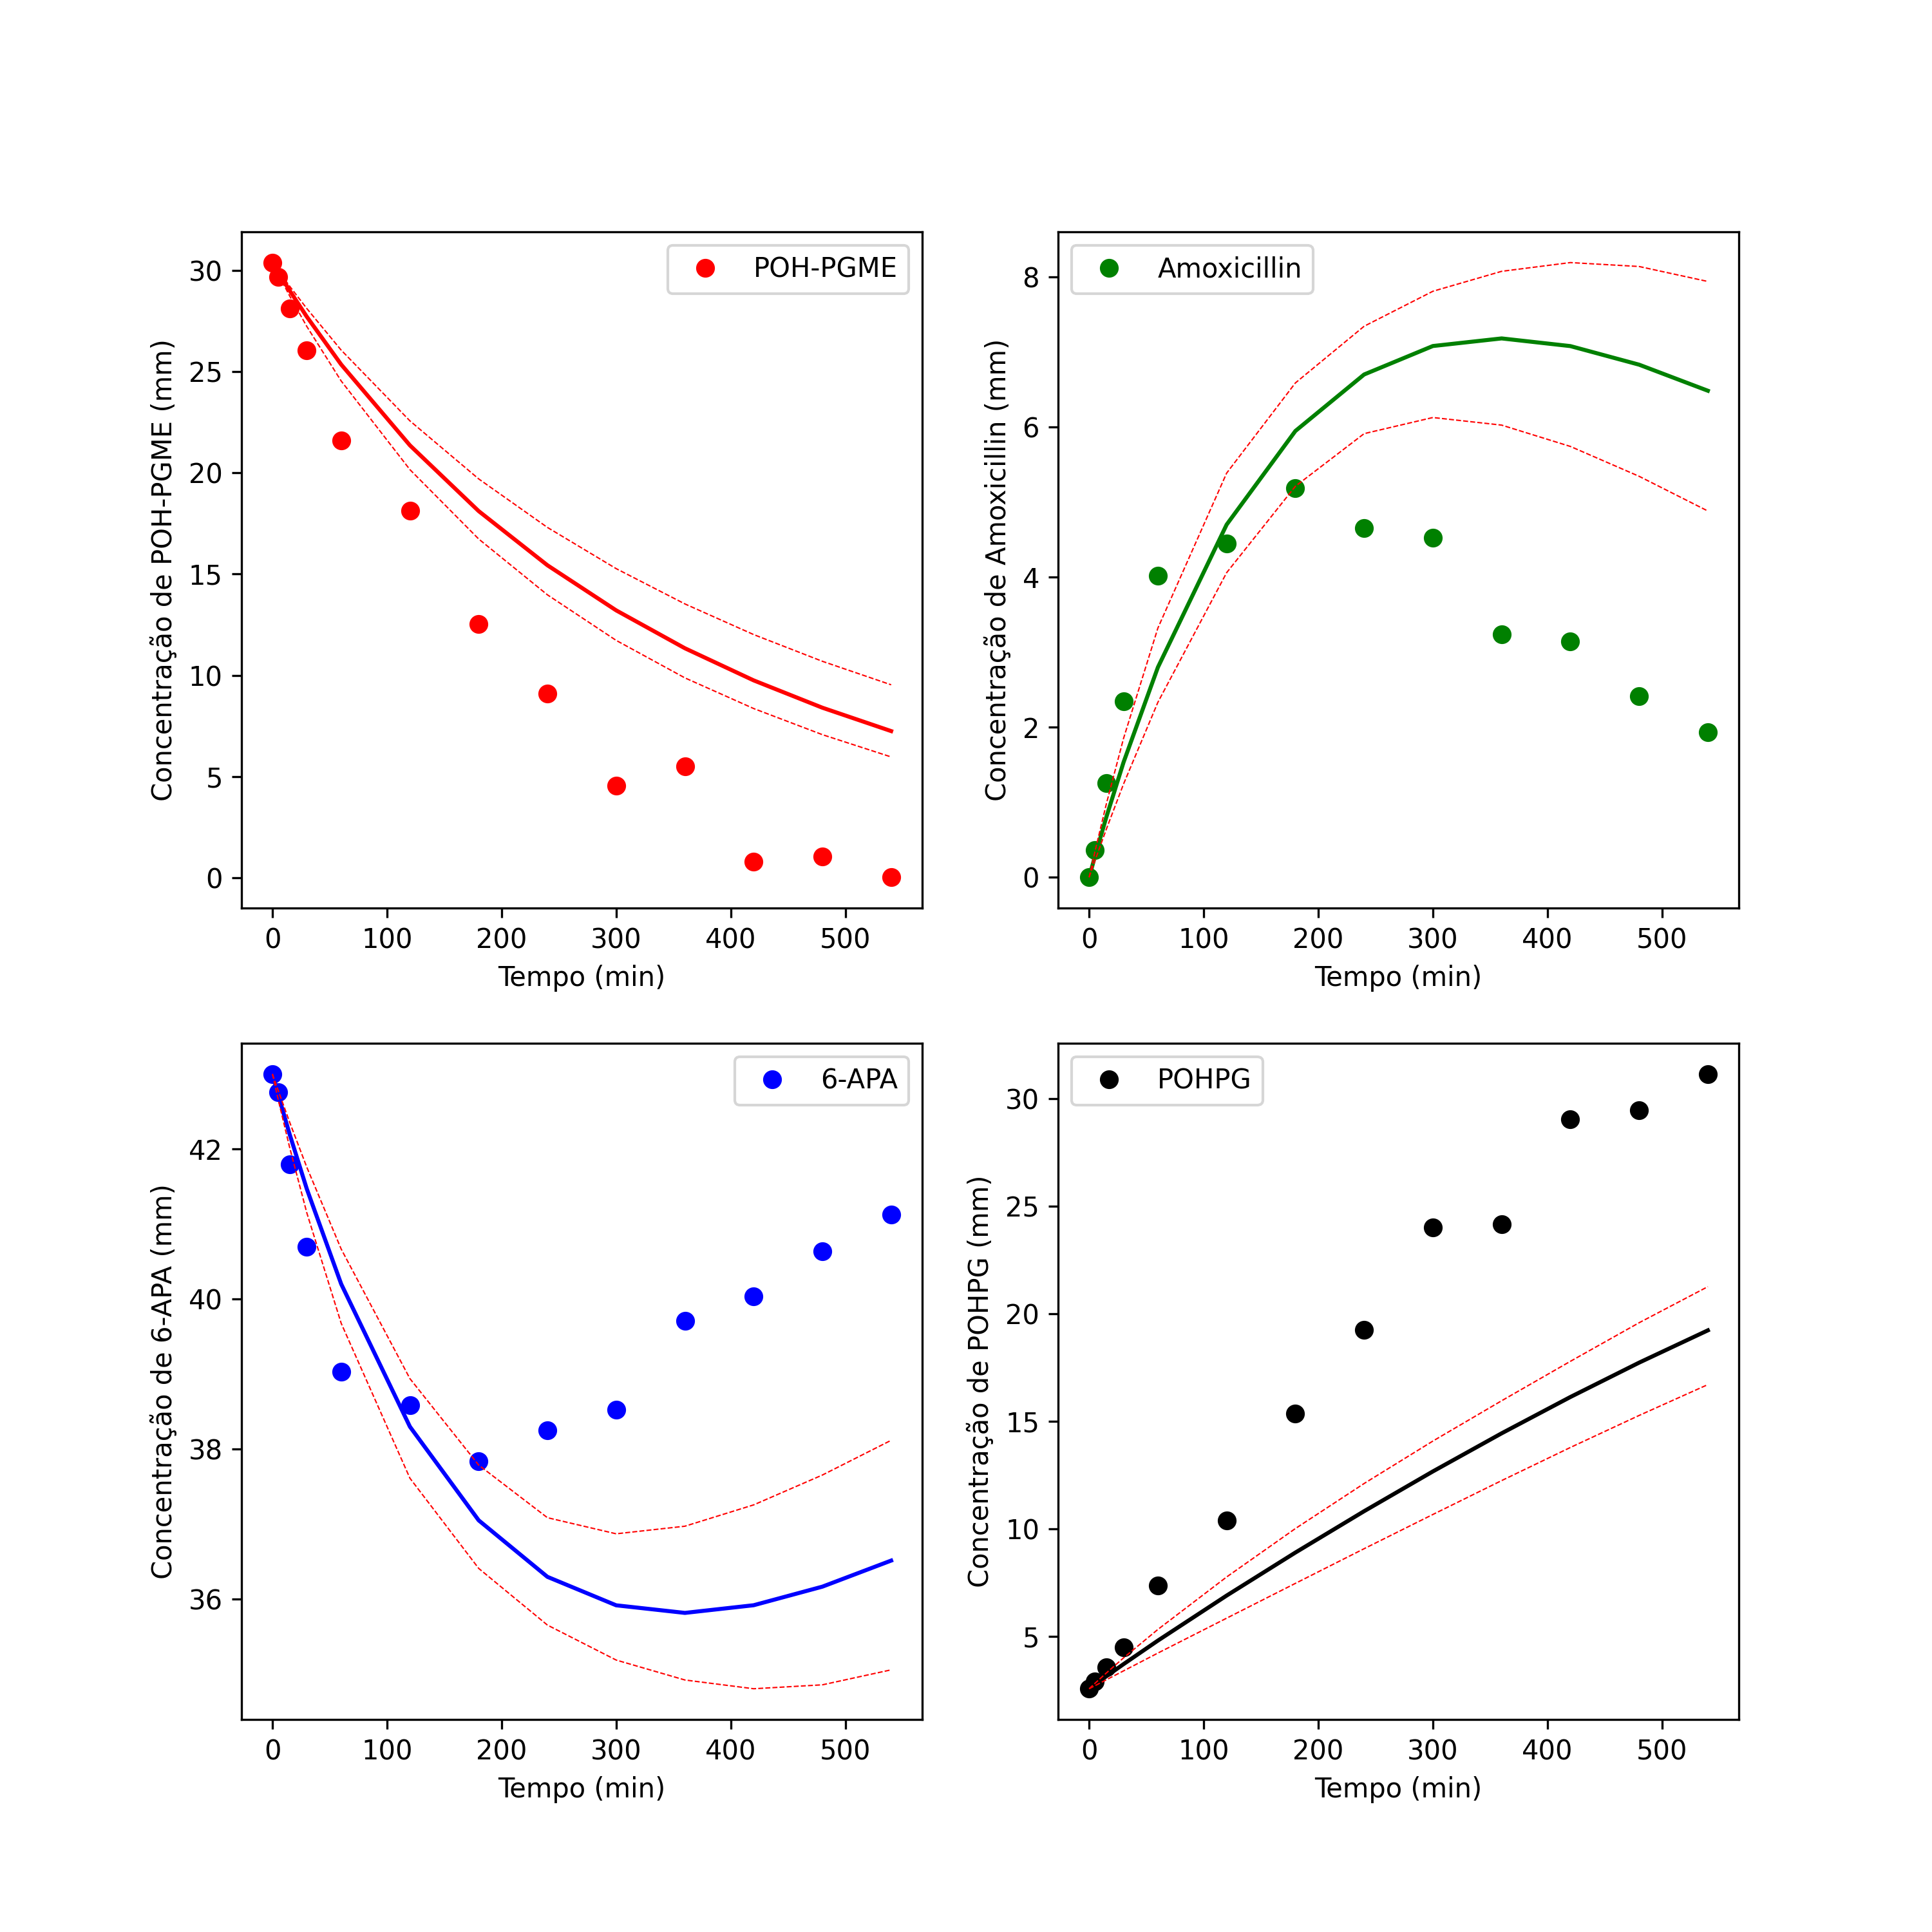 POH-PGME
Concentração de POH-PGME (mm)
30
25
20
15
10
5
0
0 100 200 300 400 500
Tempo (min)
Amoxicillin
Concentração de Amoxicillin (mm)
8
6
4
2
0
0 100 200 300 400 500
Tempo (min)
6-APA
Concentração de 6-APA (mm)
42
40
38
36
0 100 200 300 400 500
Tempo (min)
POHPG
Concentração de POHPG (mm)
30
25
20
15
10
5
0 100 200 300 400 500
Tempo (min)